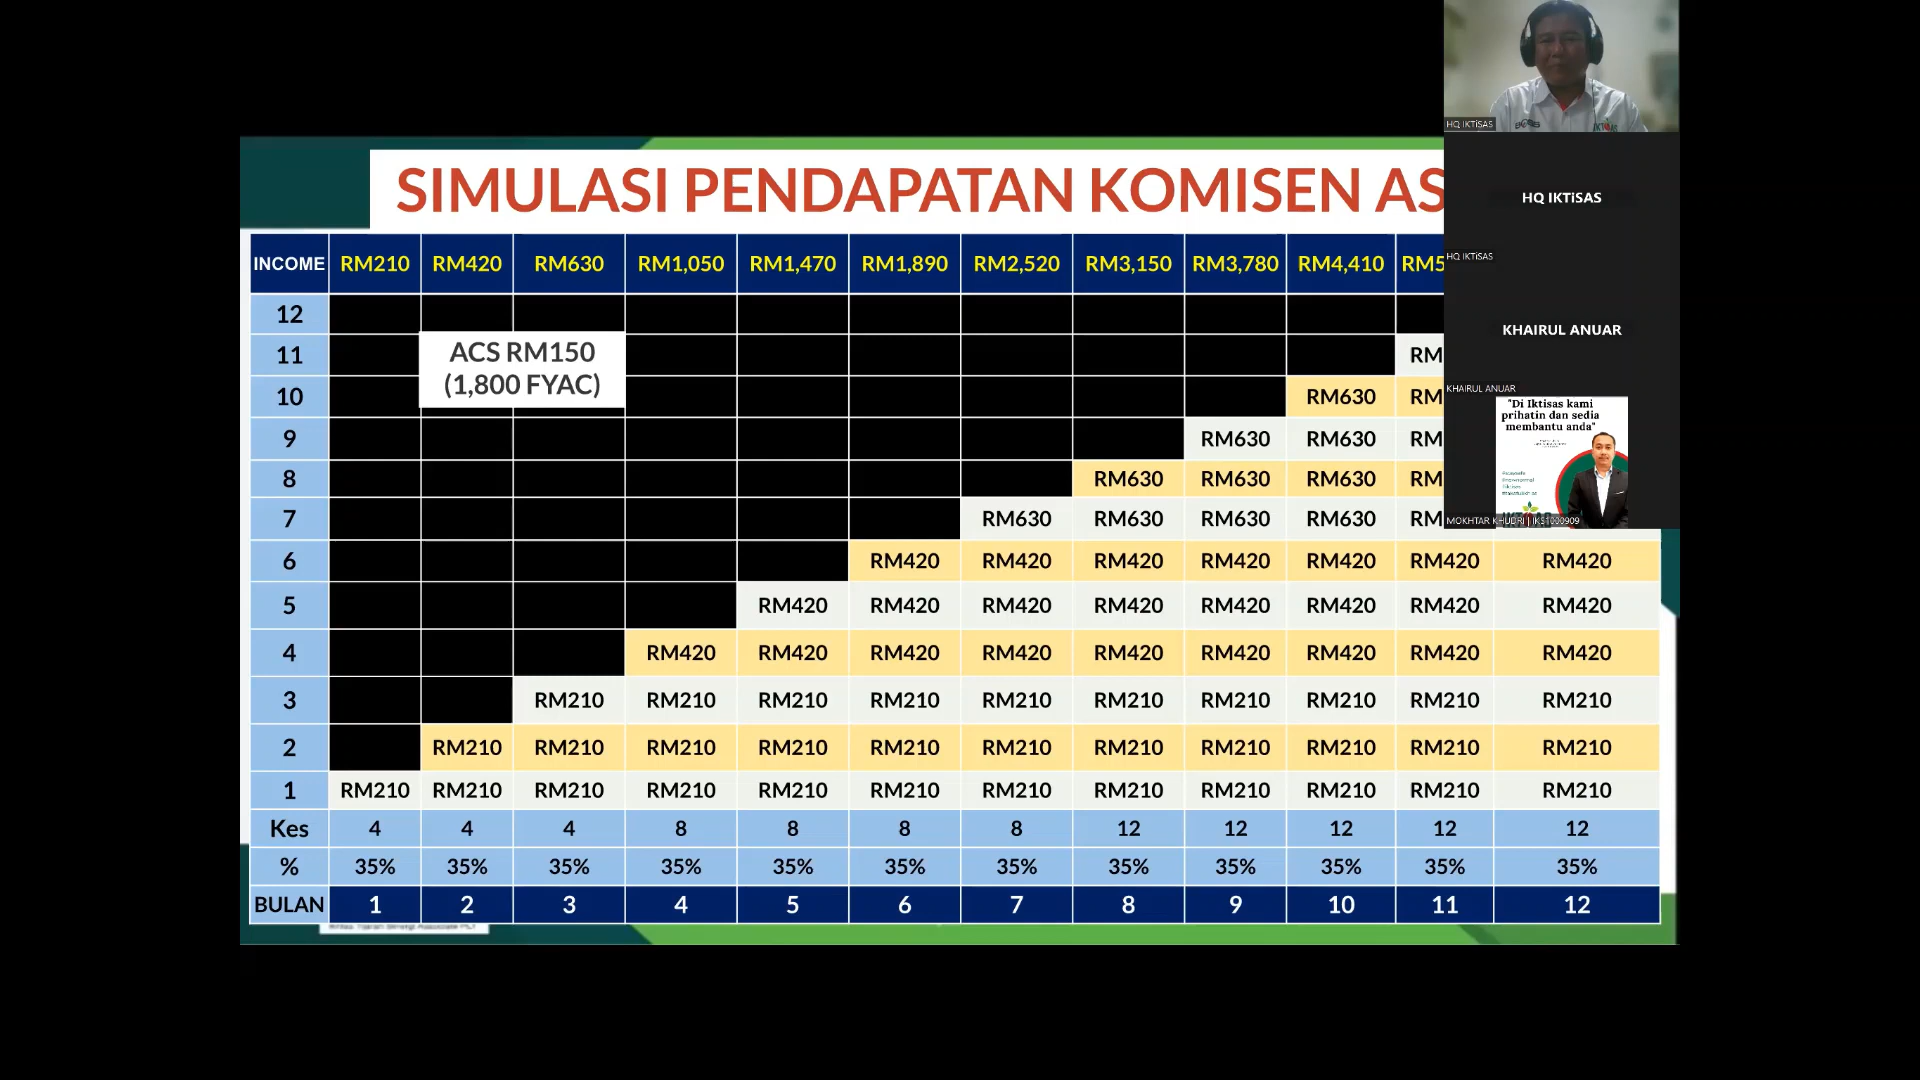 SIMULASI PENDAPATAN KOMISEN AS
INCOME RM210 RM420 RM630 RM1,050 RM1,470 RM1,890 RM2,520 RM3,150 RM3,780 RM4,410 RM5
12
11 RM
10 RM630 RM
9 RM630 RM630 RM
8 RM630 RM630 RM630 RM
7 RM630 RM630 RM630 RM630 RM
6 RM420 RM420 RM420 RM420 RM420 RM420 RM420
5 RM420 RM420 RM420 RM420 RM420 RM420 RM420 RM420
4 RM420 RM420 RM420 RM420 RM420 RM420 RM420 RM420 RM420
3 RM210 RM210 RM210 RM210 RM210 RM210 RM210 RM210 RM210 RM210
2 RM210 RM210 RM210 RM210 RM210 RM210 RM210 RM210 RM210 RM210 RM210
1 RM210 RM210 RM210 RM210 RM210 RM210 RM210 RM210 RM210 RM210 RM210 RM210
Kes 4 4 4 8 8 8 8 12 12 12 12 12
% 35% 35% 35% 35% 35% 35% 35% 35% 35% 35% 35% 35%
BULAN 1 2 3 4 5 6 7 8 9 10 11 12
ACS RM150
(1,800 FYAC)
IKTISAS
HQ IKTiSAS
HQ IKTiSAS
HQ IKTiSAS
KHAIRUL ANUAR
KHAIRUL ANUAR
"Di Iktisas kami
prihatin dan sedia
membantu anda"
MOKHTAR KHUDRI | IKS1000909